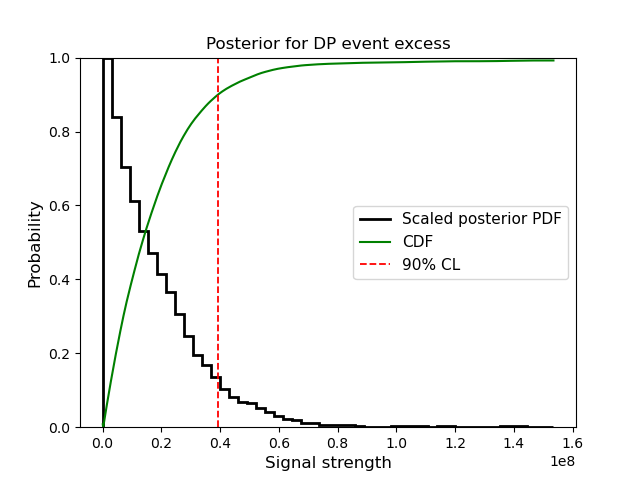 Posterior for DP event excess
1.0
0.8
0.6
0.4
0.2
0.0
Probability
Scaled posterior PDF
CDF
90% CL
0.0 0.2 0.4 0.6 0.8 1.0 1.2 1.4 1.6
1e8
Signal strength